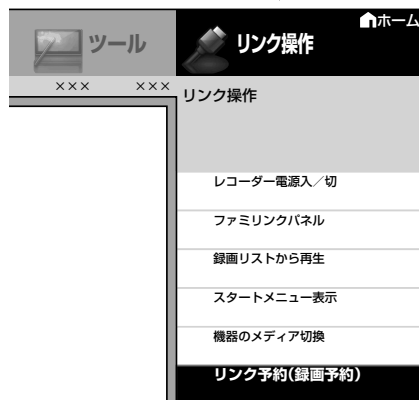 ホーム
ツール
リンク操作
××× ×××
リンク操作
レコーダー電源入／切
ファミリンクパネル
録画リストから再生
スタートメニュー表示
機器のメディア切換
リンク予約(録画予約)